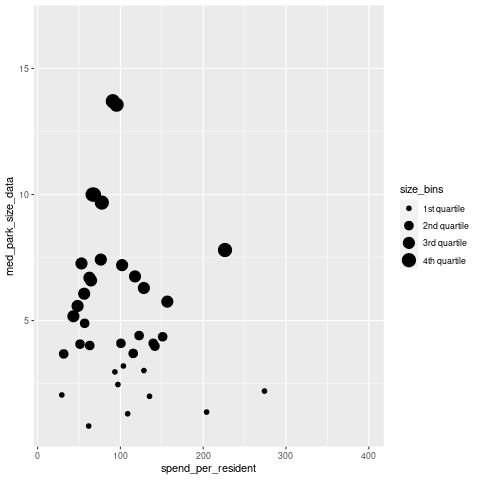 15
10
5
med_park_size_data
0 100 200 300 400
spend_per_resident
size_bins
1st quartile
2nd quartile
3rd quartile
4th quartile